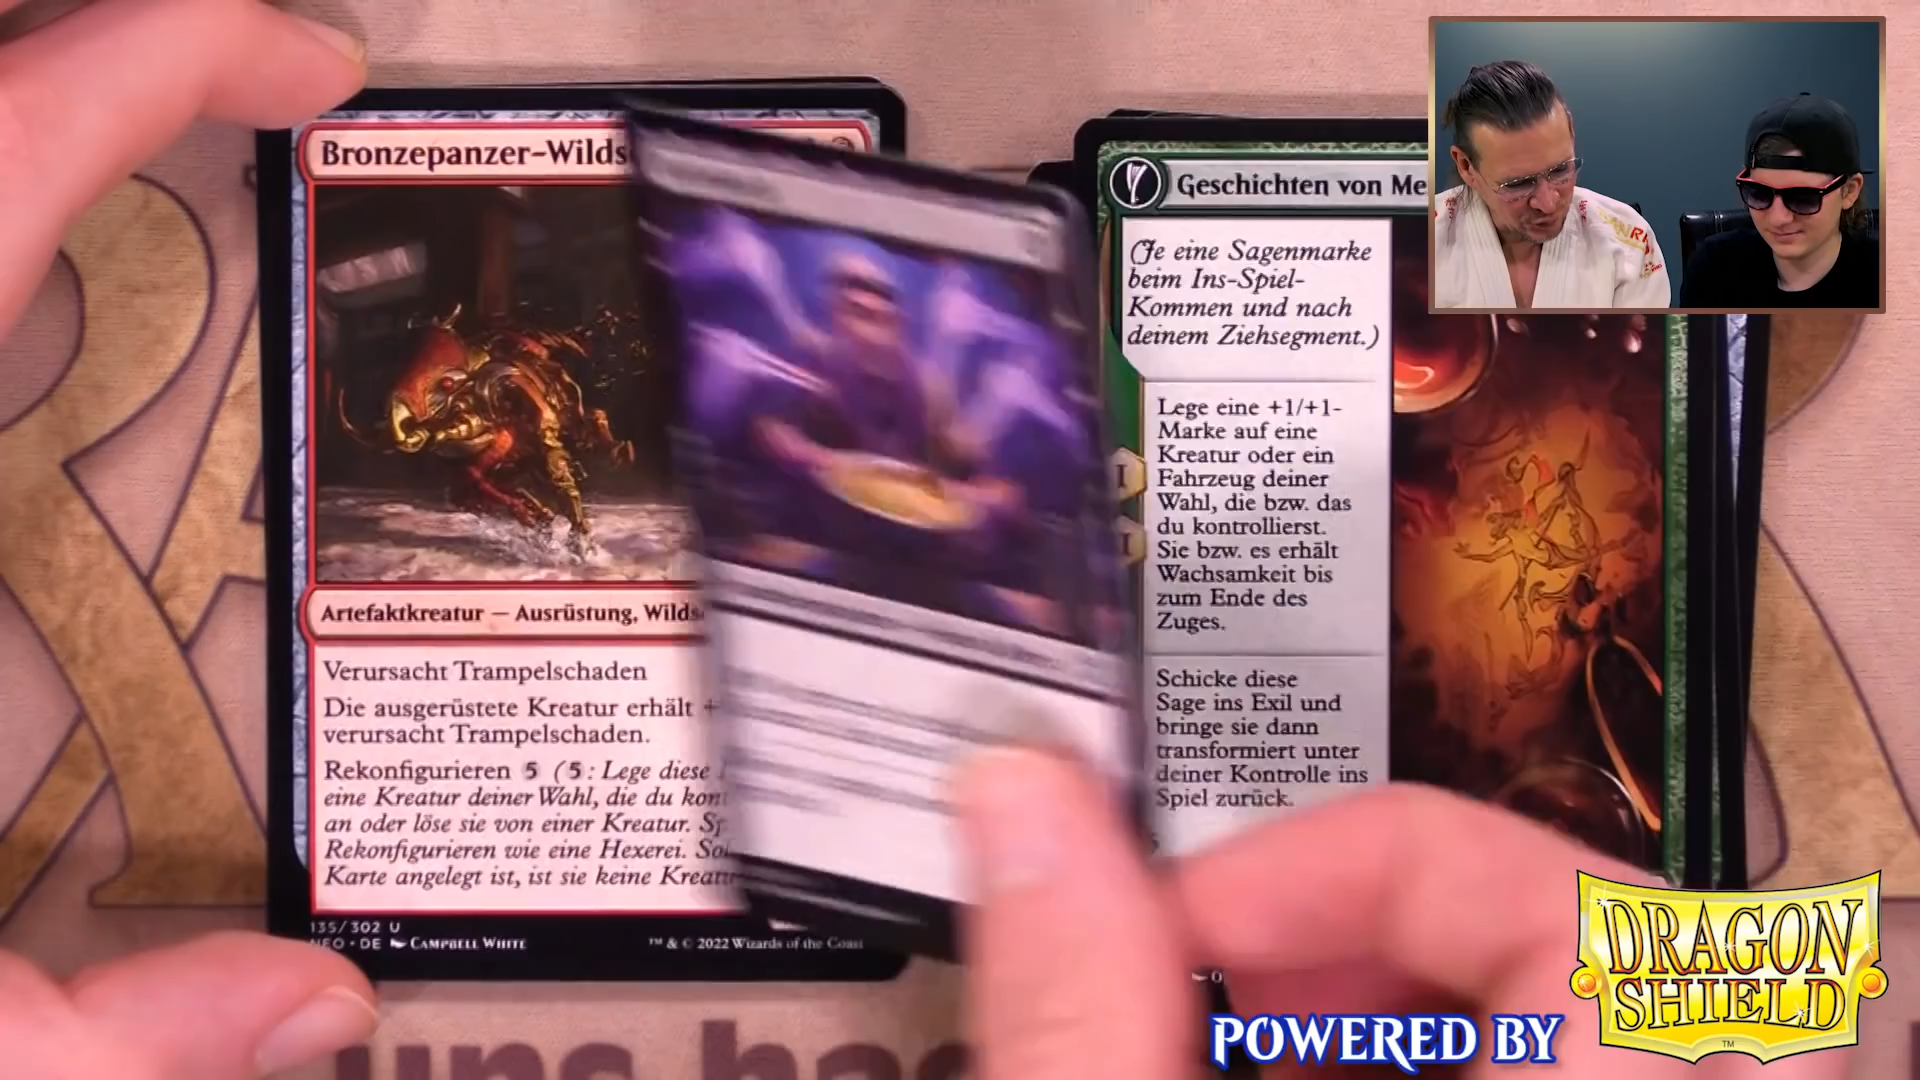 Bronzepanzer-Wilds
Artefaktkreatur — Ausrüstung, Wilds
Verursacht Trampelschaden
Die ausgerüstete Kreatur erhält +
verursacht Trampelschaden.
Rekonfigurieren 5 (5: Lege diese
eine Kreatur deiner Wahl, die du kont
an oder löse sie von einer Kreatur. Sp
Rekonfigurieren wie eine Hexerei. Sol
Karte angelegt ist, ist sie keine Kreatu
135/302 U
NEO • DE CAMPBELL WHITE
™ & © 2022 Wizards of the Coast
Geschichten von Me
(Je eine Sagenmarke
beim Ins-Spiel-
Kommen und nach
deinem Ziehsegment.)
I
Lege eine +1/+1-
Marke auf eine
Kreatur oder ein
Fahrzeug deiner
Wahl, die bzw. das
du kontrollierst.
Sie bzw. es erhält
Wachsamkeit bis
zum Ende des
Zuges.
Schicke diese
Sage ins Exil und
bringe sie dann
transformiert unter
deiner Kontrolle ins
Spiel zurück.
uns ha
POWERED BY
DRAGON
SHIELD
™